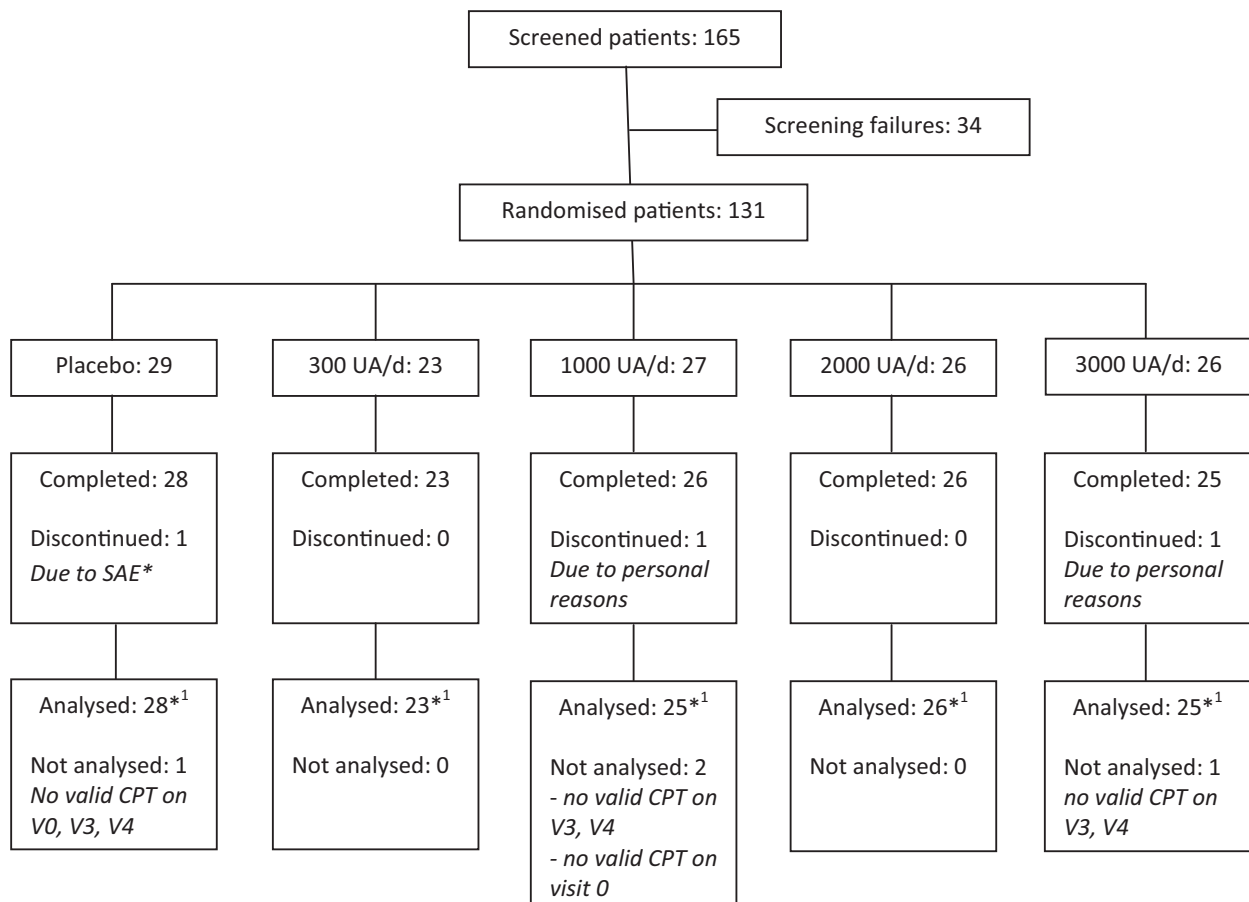 Screened patients: 165
Screening failures: 34
Randomised patients: 131
Placebo: 29
300 UA/d: 23
1000 UA/d: 27
2000 UA/d: 26
3000 UA/d: 26
Completed: 28
Discontinued: 1
Due to SAE*
Completed: 23
Discontinued: 0
Completed: 26
Discontinued: 1
Due to personal
reasons
Completed: 26
Discontinued: 0
Completed: 25
Discontinued: 1
Due to personal
reasons
Analysed: 28*1
Not analysed: 1
No valid CPT on
V0, V3, V4
Analysed: 23*1
Not analysed: 0
Analysed: 25*1
Not analysed: 2
- no valid CPT on
V3, V4
- no valid CPT on
visit 0
Analysed: 26*1
Not analysed: 0
Analysed: 25*1
Not analysed: 1
no valid CPT on
V3, V4